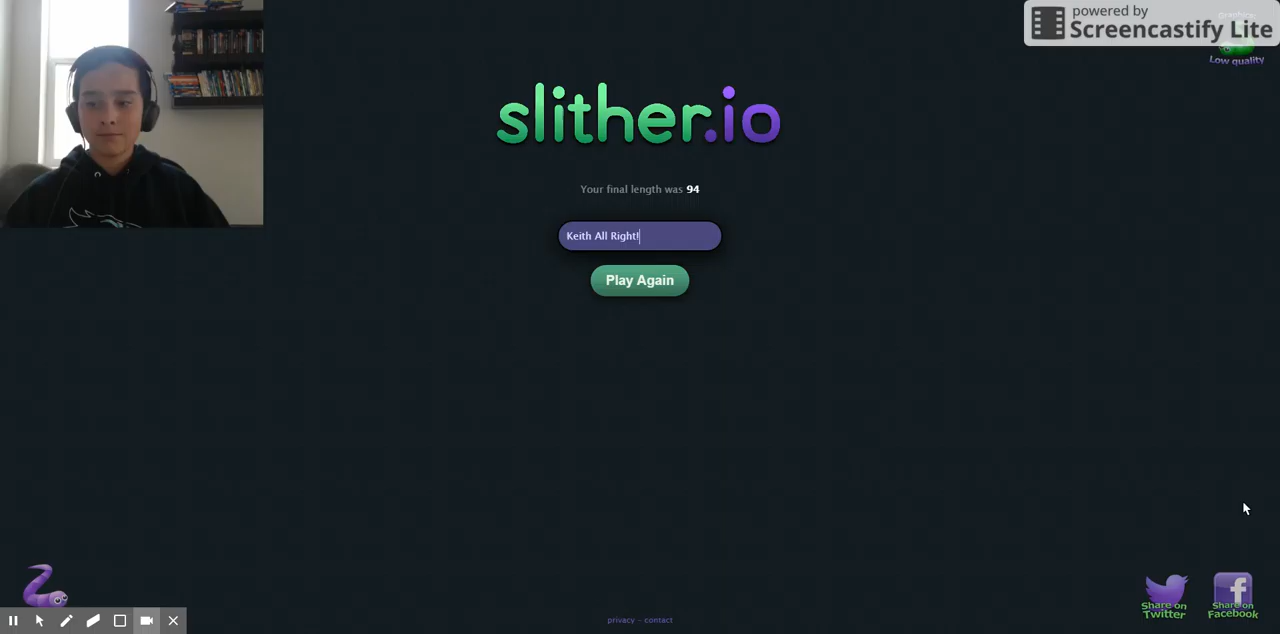 powered by
Screencastify Lite
Low quality
slither.io
Your final length was 94
Keith All Right!
Play Again
Share on
Twitter
Share on
Facebook
privacy - contact